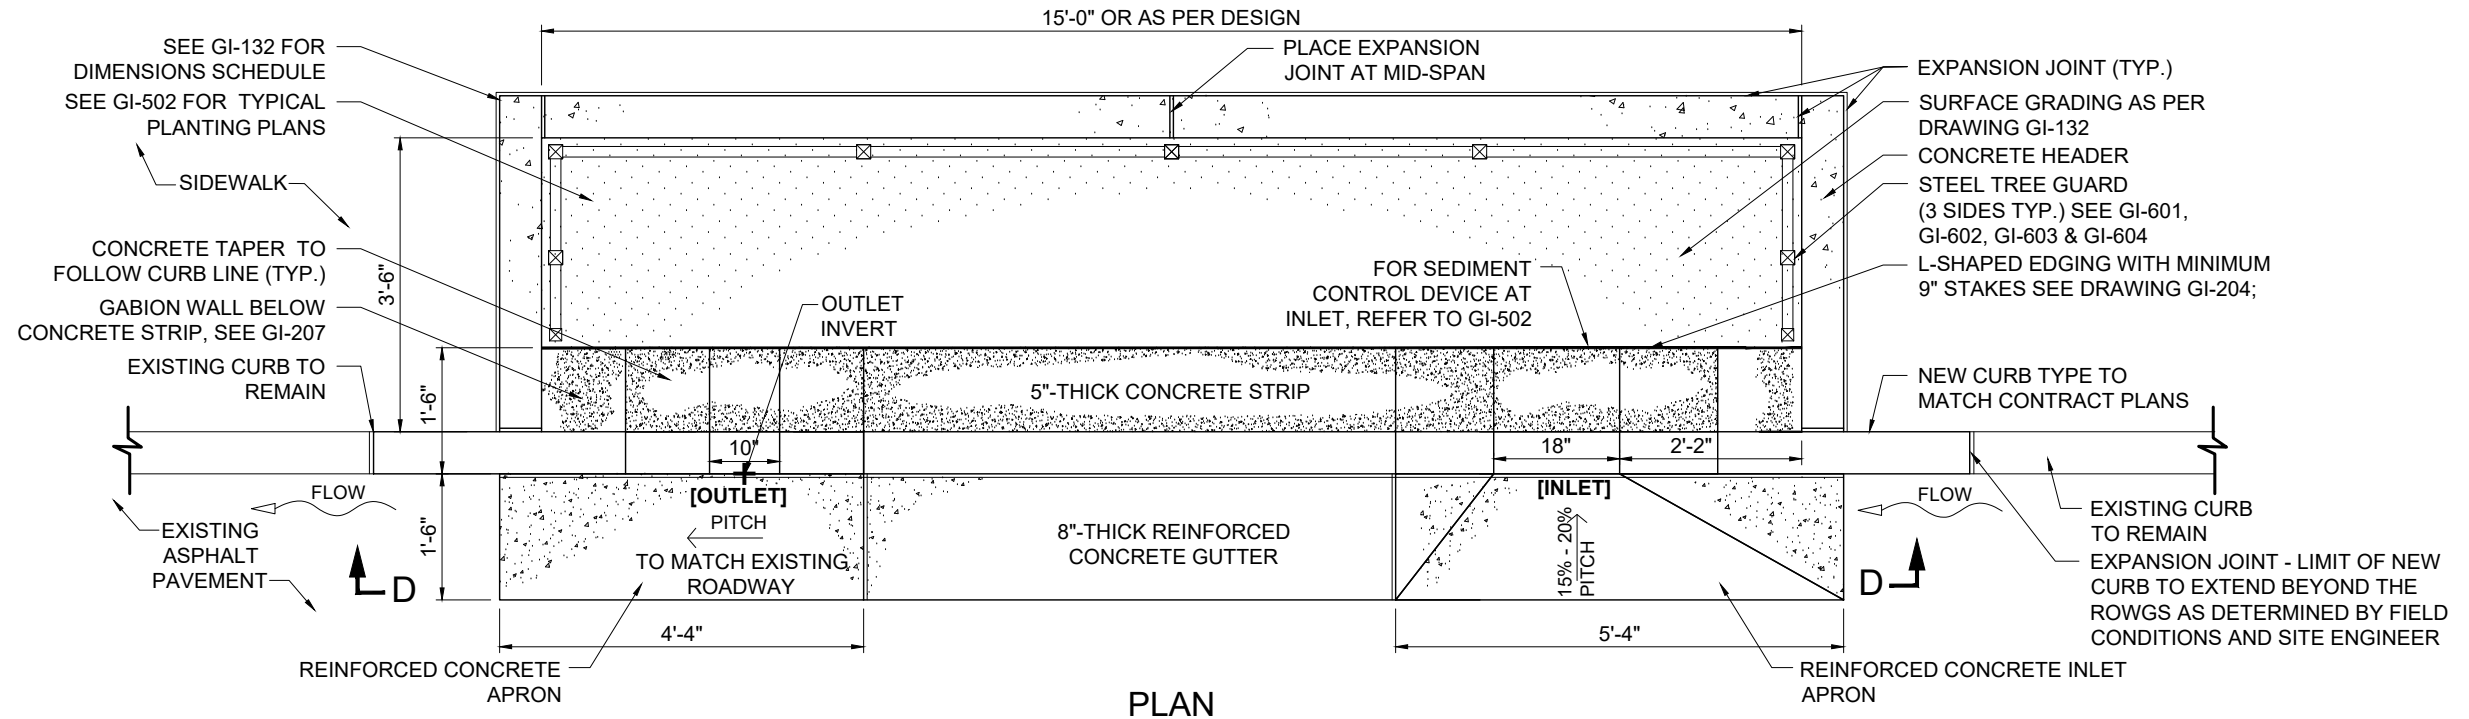 15'-0" OR AS PER DESIGN
SEE GI-132 FOR
DIMENSIONS SCHEDULE
SEE GI-502 FOR TYPICAL
PLANTING PLANS
SIDEWALK
CONCRETE TAPER TO
FOLLOW CURB LINE (TYP.)
GABION WALL BELOW
CONCRETE STRIP, SEE GI-207
EXISTING CURB TO
REMAIN
3'-6"
1'-6"
1'-6"
PLACE EXPANSION
JOINT AT MID-SPAN
OUTLET
INVERT
FOR SEDIMENT
CONTROL DEVICE AT
INLET, REFER TO GI-502
5"-THICK CONCRETE STRIP
EXPANSION JOINT (TYP.)
SURFACE GRADING AS PER
DRAWING GI-132
CONCRETE HEADER
STEEL TREE GUARD
(3 SIDES TYP.) SEE GI-601,
GI-602, GI-603 & GI-604
L-SHAPED EDGING WITH MINIMUM
9" STAKES SEE DRAWING GI-204;
NEW CURB TYPE TO
MATCH CONTRACT PLANS
10"
18"
2'-2"
FLOW
EXISTING
ASPHALT
PAVEMENT
D
[OUTLET]
PITCH
TO MATCH EXISTING
ROADWAY
8"-THICK REINFORCED
CONCRETE GUTTER
[INLET]
15% - 20%
PITCH
FLOW
D
EXISTING CURB
TO REMAIN
EXPANSION JOINT - LIMIT OF NEW
CURB TO EXTEND BEYOND THE
ROWGS AS DETERMINED BY FIELD
CONDITIONS AND SITE ENGINEER
4'-4"
5'-4"
REINFORCED CONCRETE
APRON
REINFORCED CONCRETE INLET
APRON
PLAN